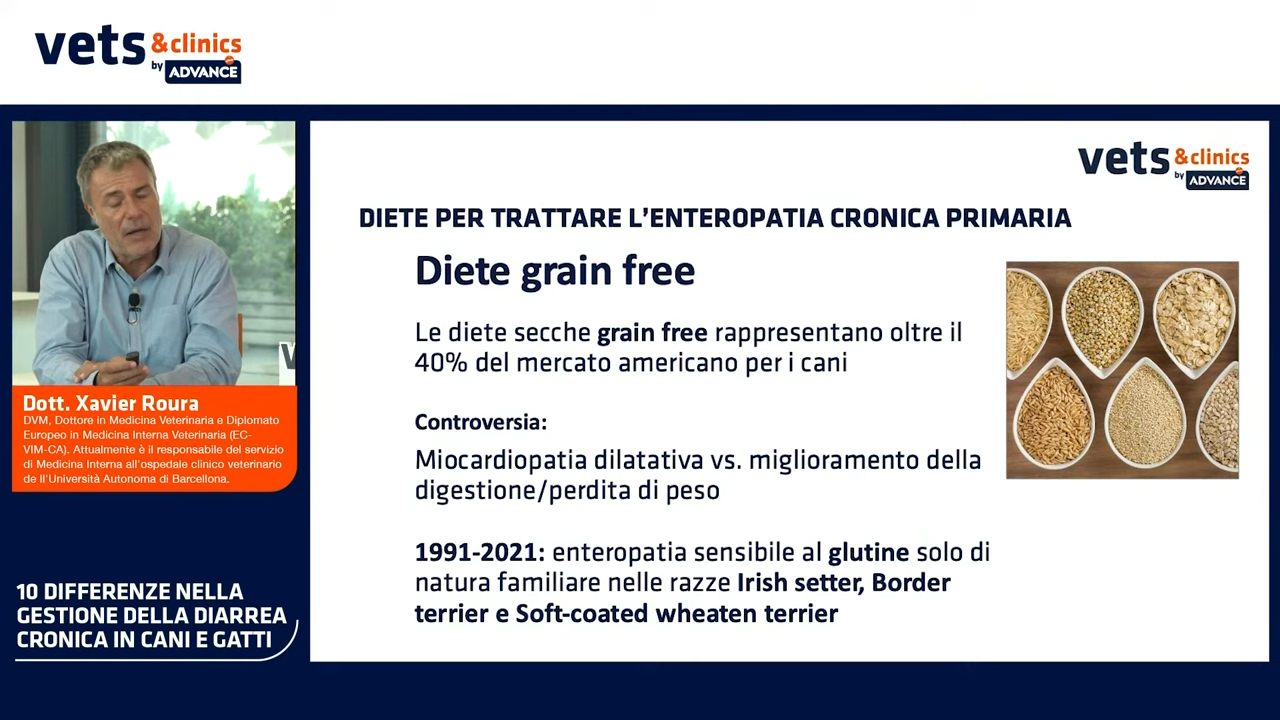 vets &clinics
by ADVANCE
vets &clinics
by ADVANCE
DIETE PER TRATTARE L'ENTEROPATIA CRONICA PRIMARIA
Diete grain free
Le diete secche grain free rappresentano oltre il
40% del mercato americano per i cani
Controversia:
Miocardiopatia dilatativa vs. miglioramento della
digestione/perdita di peso
1991-2021: enteropatia sensibile al glutine solo di
natura familiare nelle razze Irish setter, Border
terrier e Soft-coated wheaten terrier
Dott. Xavier Roura
DVM, Dottore in Medicina Veterinaria e Diplomato
Europeo in Medicina Interna Veterinaria (EC-
VIM-CA). Attualmente è il responsabile del servizio
di Medicina Interna all'ospedale clinico veterinario
de ll'Università Autonoma di Barcellona.
10 DIFFERENZE NELLA
GESTIONE DELLA DIARREA
CRONICA IN CANI E GATTI